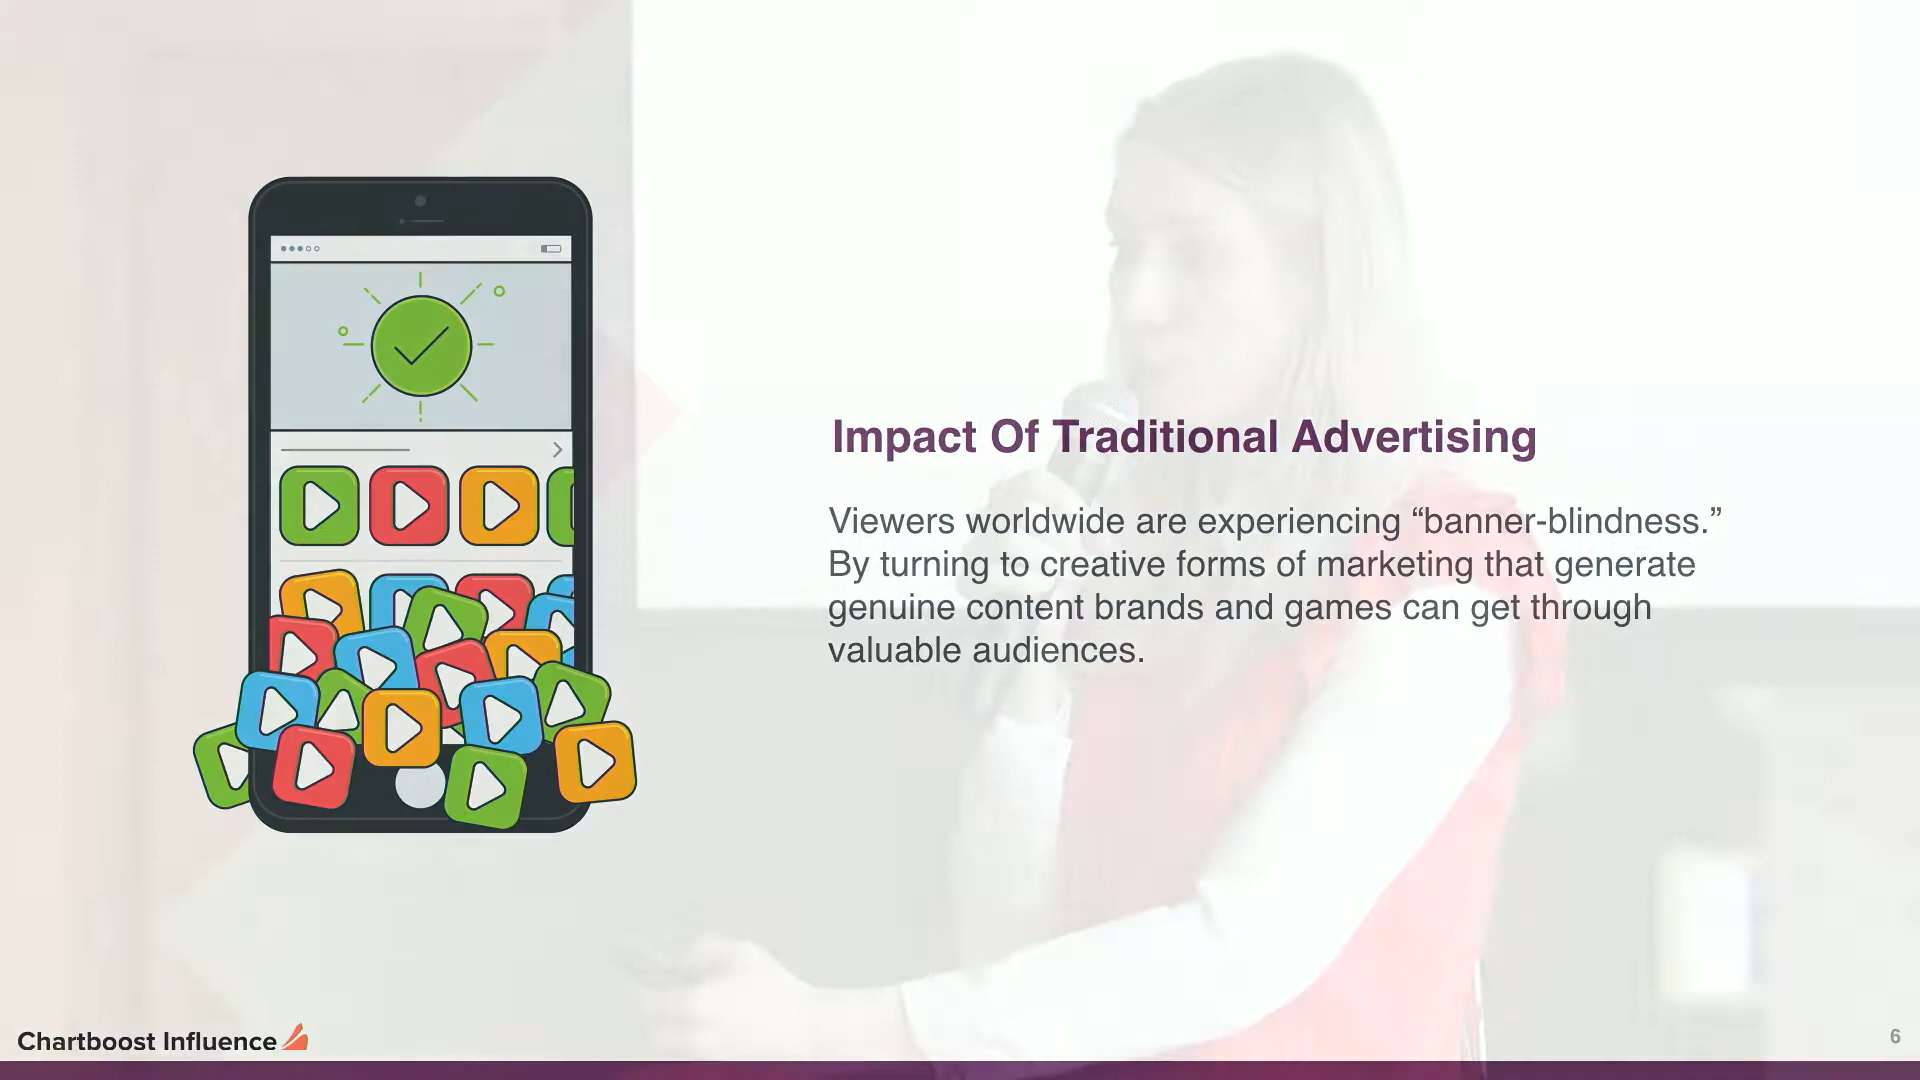 Impact Of Traditional Advertising
Viewers worldwide are experiencing “banner-blindness.”
By turning to creative forms of marketing that generate
genuine content brands and games can get through
valuable audiences.
Chartboost Influence
6